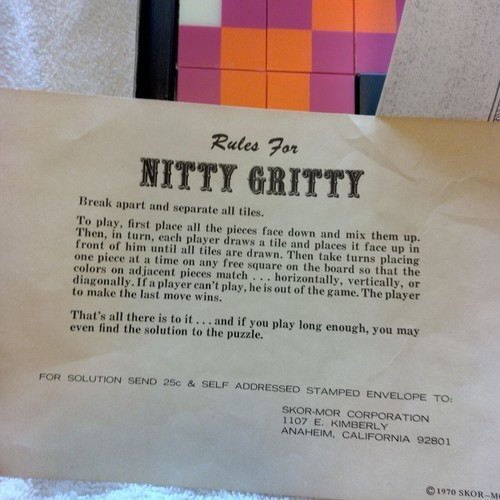 Rules For
NITTY GRITTY
Break apart and separate all tiles.
To play, first place all the pieces face down and mix them up.
Then, in turn, each player draws a tile and places it face up in
front of him until all tiles are drawn. Then take turns placing
one piece at a time on any free square on the board so that the
colors on adjacent pieces match . . . horizontally, vertically, or
diagonally. If a player can't play, he is out of the game. The player
to make the last move wins.
That's all there is to it . . . and if you play long enough, you may
even find the solution to the puzzle.
FOR SOLUTION SEND 25c & SELF ADDRESSED STAMPED ENVELOPE TO:
SKOR-MOR CORPORATION
1107 E. KIMBERLY
ANAHEIM, CALIFORNIA 92801
©1970 SKOR-M